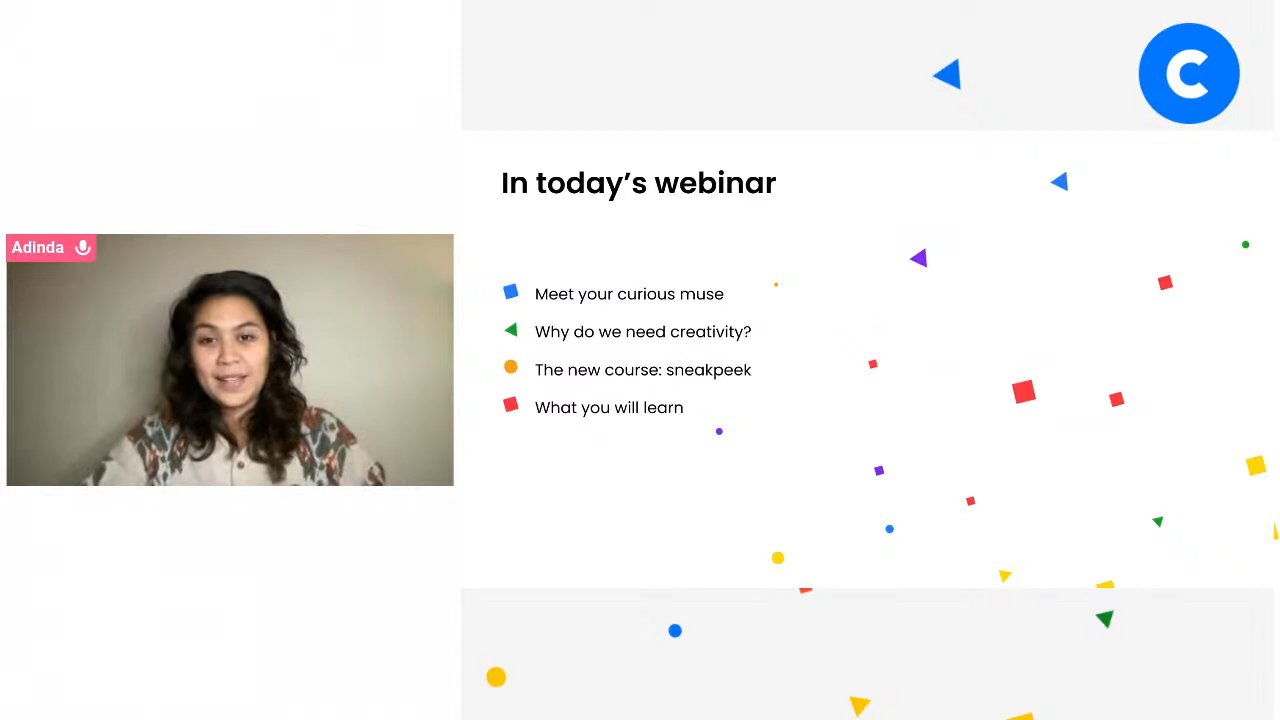 C
In today’s webinar
Adinda
Meet your curious muse
Why do we need creativity?
The new course: sneakpeek
What you will learn